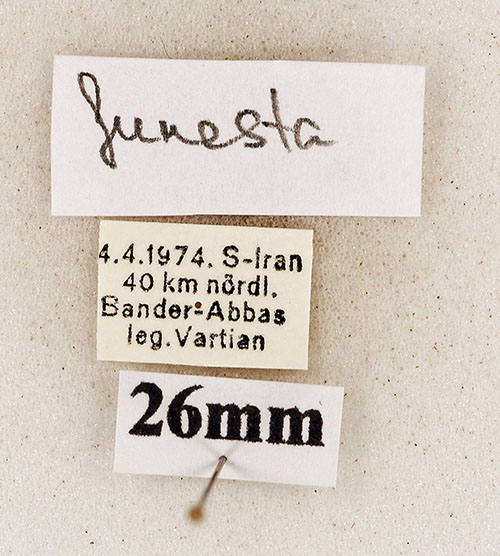 funesta
4.4.1974. S-Iran
40 km nördl.
Bander-Abbas
leg. Vartian
26mm